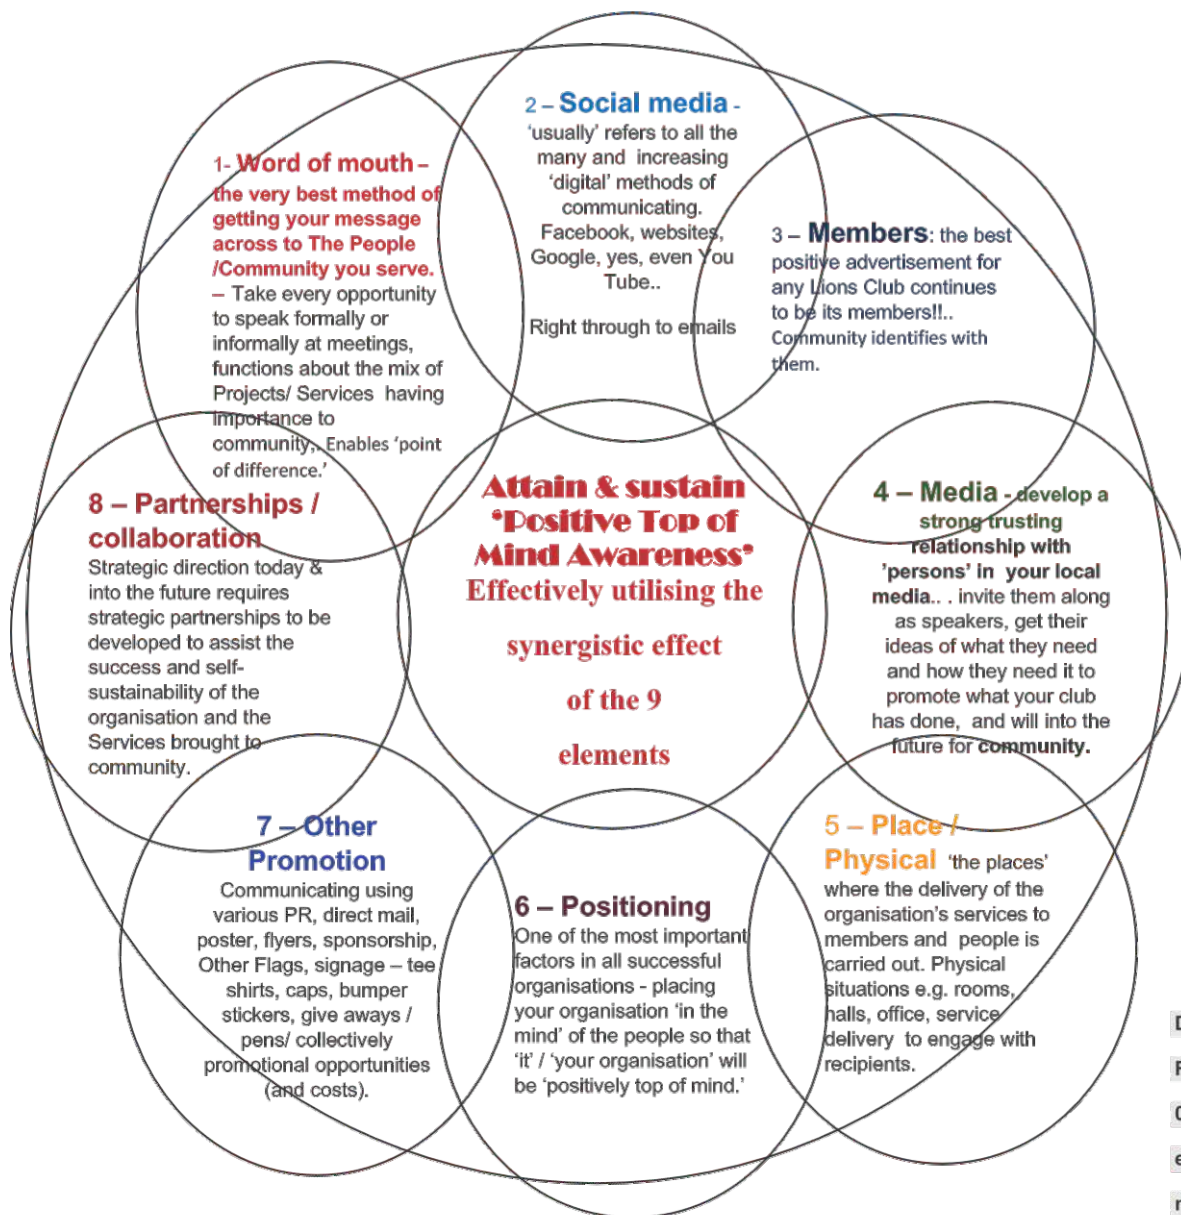 1- Word of mouth –
the very best method of
getting your message
across to The People
/Community you serve.
– Take every opportunity
to speak formally or
informally at meetings,
functions about the mix of
Projects/ Services having
importance to
community,. Enables 'point
of difference.'
2 – Social media -
'usually' refers to all the
many and increasing
'digital' methods of
communicating.
Facebook, websites,
Google, yes, even You
Tube..
Right through to emails
3 – Members: the best
positive advertisement for
any Lions Club continues
to be its members!!..
Community identifies with
them.
4 – Media - develop a
strong trusting
relationship with
'persons' in your local
media.. . invite them along
as speakers, get their
ideas of what they need
and how they need it to
promote what your club
has done, and will into the
future for community.
5 – Place /
Physical 'the places'
where the delivery of the
organisation's services to
members and people is
carried out. Physical
situations e.g. rooms,
halls, office, service
delivery to engage with
recipients.
6 – Positioning
One of the most important
factors in all successful
organisations - placing
your organisation 'in the
mind' of the people so that
'it' / 'your organisation' will
be 'positively top of mind.'
7 – Other
Promotion
Communicating using
various PR, direct mail,
poster, flyers, sponsorship,
Other Flags, signage – tee
shirts, caps, bumper
stickers, give aways /
pens/ collectively
promotional opportunities
(and costs).
8 – Partnerships /
collaboration
Strategic direction today &
into the future requires
strategic partnerships to be
developed to assist the
success and self-
sustainability of the
organisation and the
Services brought to
community.
Attain & sustain
'Positive Top of
Mind Awareness'
Effectively utilising the
synergistic effect
of the 9
elements